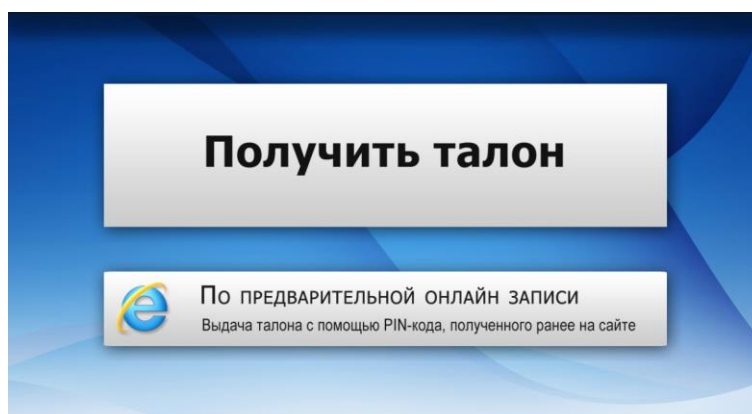 Получить талон
По предварительной онлайн записи
Выдача талона с помощью PIN-кода, полученного ранее на сайте